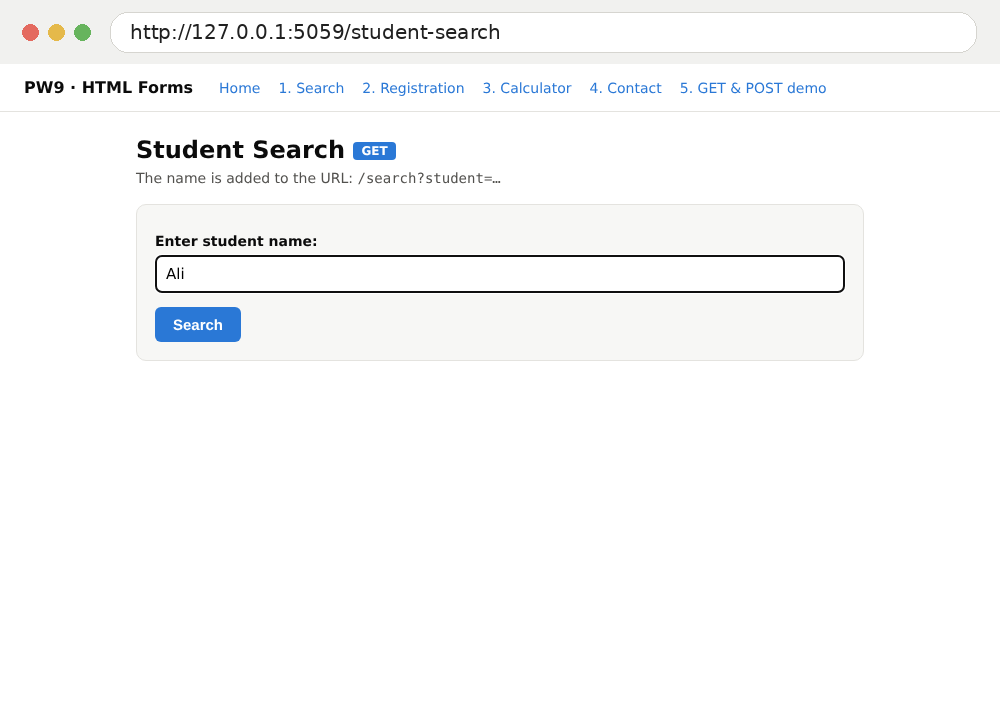 http://127.0.0.1:5059/student-search
PW9 · HTML Forms Home 1. Search 2. Registration 3. Calculator 4. Contact 5. GET & POST demo
Student Search GET
The name is added to the URL: /search?student=…
Enter student name:
Ali
Search